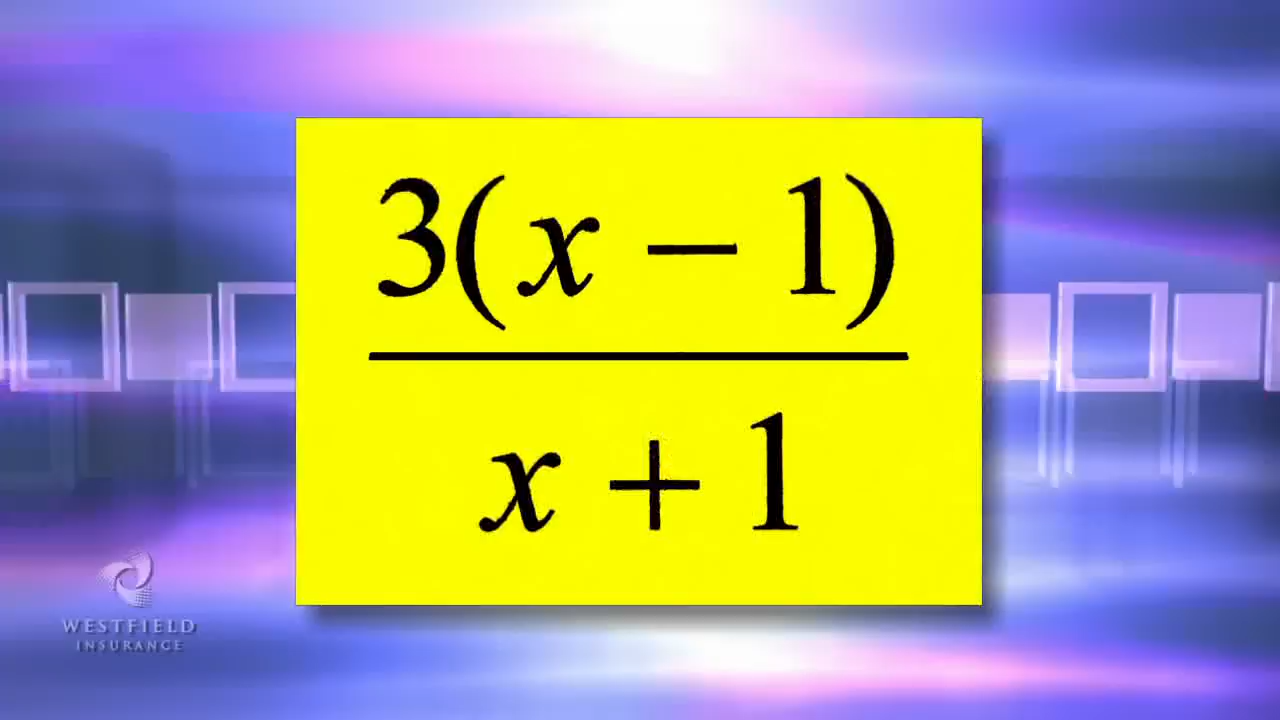 3(x − 1)
x + 1
WESTFIELD
INSURANCE